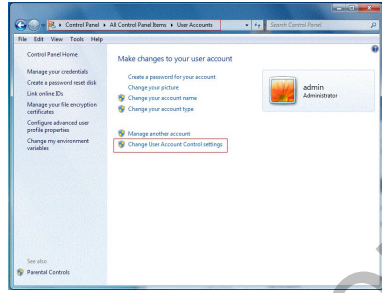 Control Panel ▸ All Control Panel Items ▸ User Accounts
Search Control Panel
File Edit View Tools Help
Control Panel Home
Manage your credentials
Create a password reset disk
Link online IDs
Manage your file encryption
certificates
Configure advanced user
profile properties
Change my environment
variables
See also
Parental Controls
Make changes to your user account
Create a password for your account
Change your picture
Change your account name
Change your account type
Manage another account
Change User Account Control settings
admin
Administrator